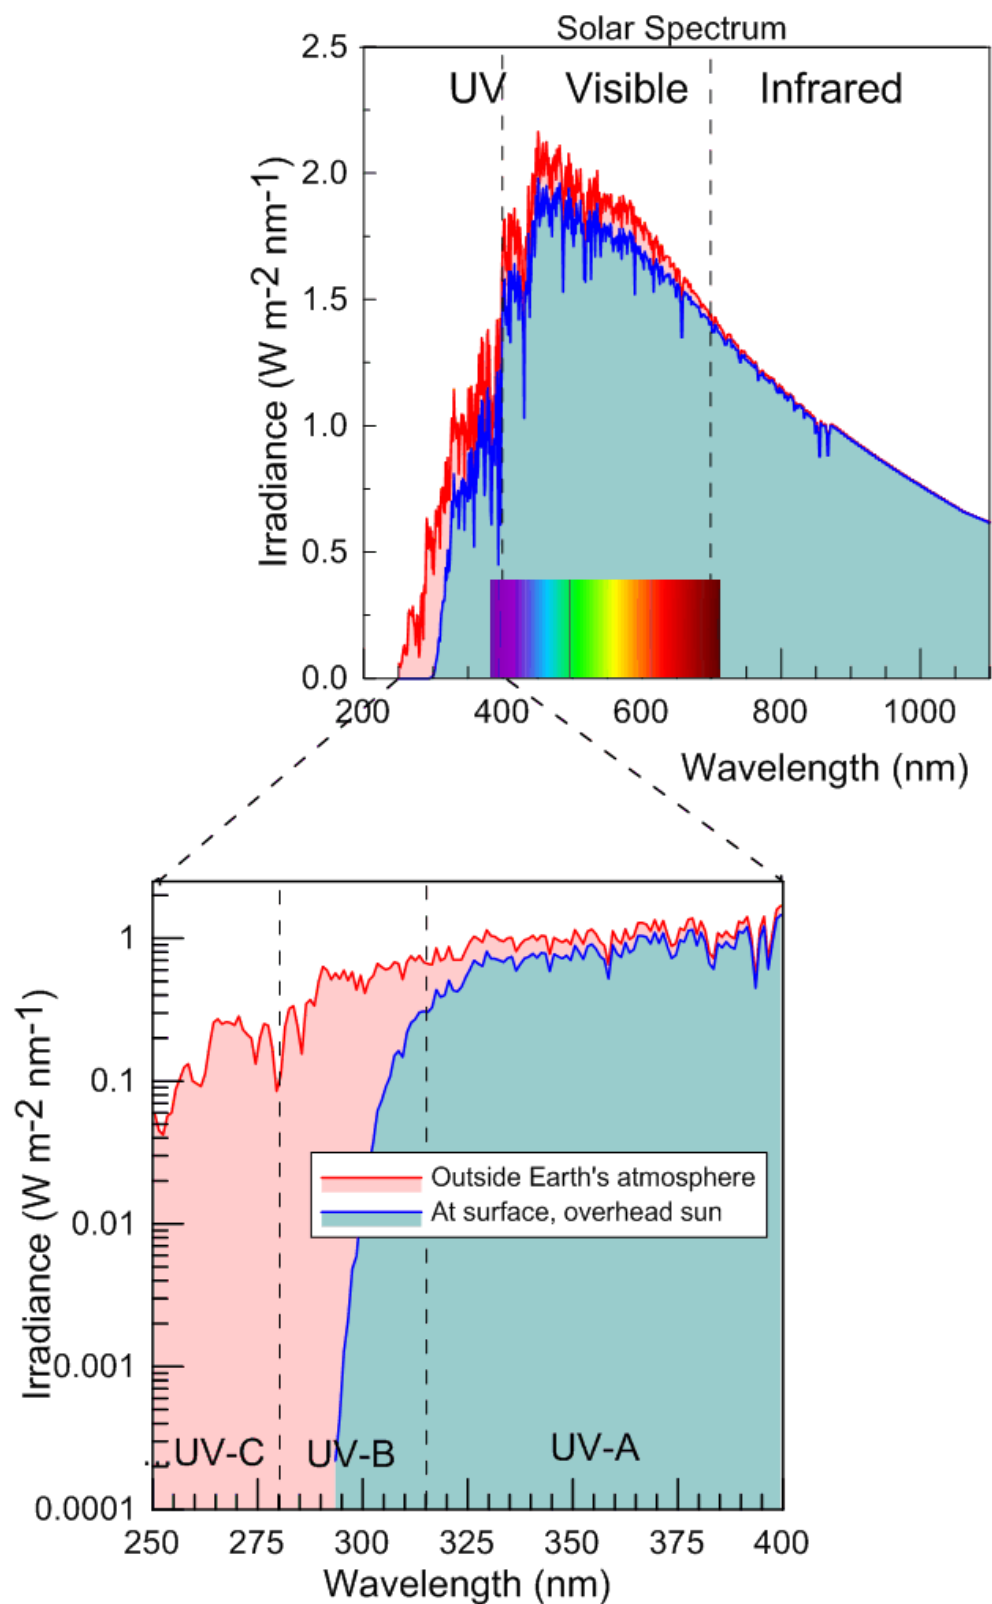 Solar Spectrum
2.5
UV Visible Infrared
2.0
1.5
1.0
0.5
0.0
Irradiance (W m-2 nm-1)
200 400 600 800 1000
Wavelength (nm)
1
0.1
0.01
0.001
0.0001
Irradiance (W m-2 nm-1)
Outside Earth's atmosphere
At surface, overhead sun
...UV-C UV-B UV-A
250 275 300 325 350 375 400
Wavelength (nm)